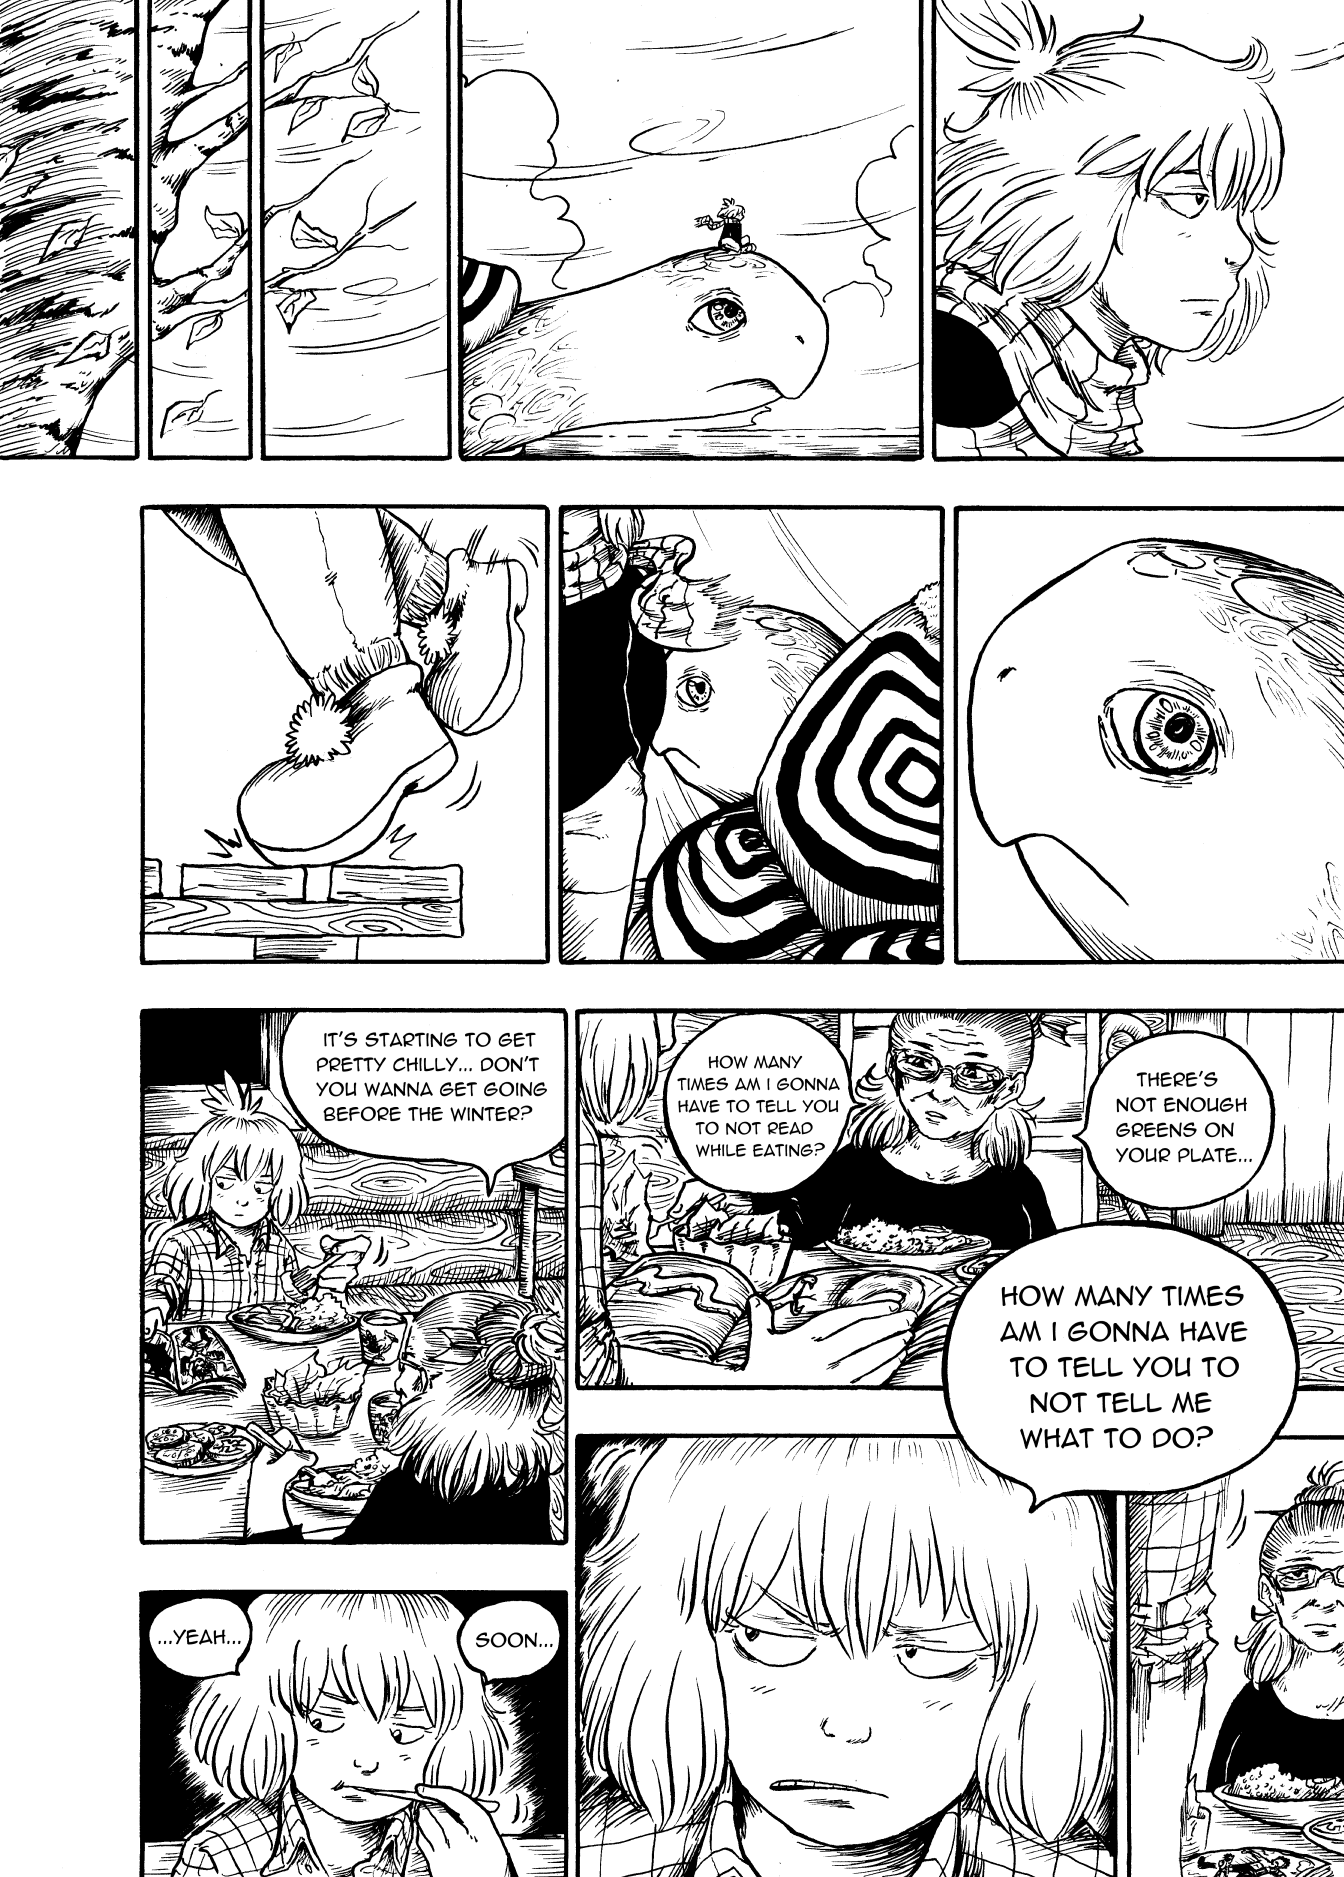 IT'S STARTING TO GET
PRETTY CHILLY... DON'T
YOU WANNA GET GOING
BEFORE THE WINTER?
...YEAH...
SOON...
HOW MANY
TIMES AM I GONNA
HAVE TO TELL YOU
TO NOT READ
WHILE EATING?
THERE'S
NOT ENOUGH
GREENS ON
YOUR PLATE...
HOW MANY TIMES
AM I GONNA HAVE
TO TELL YOU TO
NOT TELL ME
WHAT TO DO?